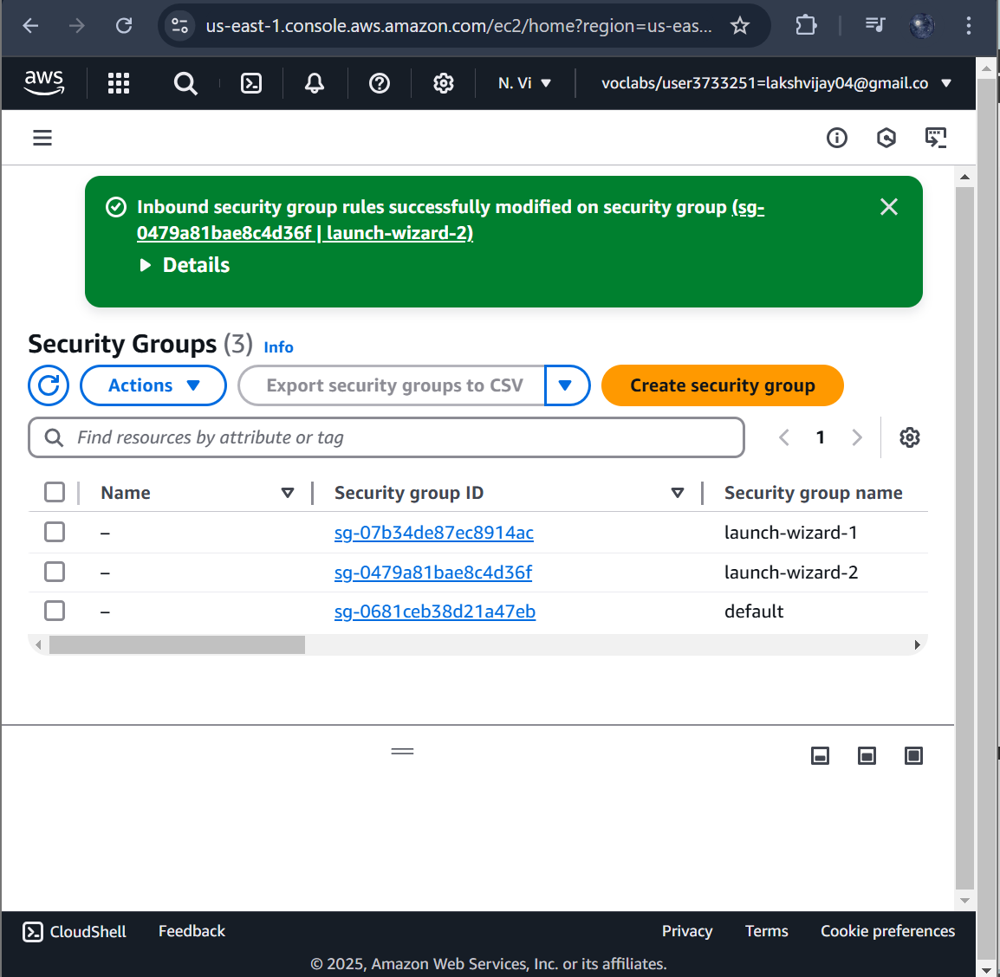 us-east-1.console.aws.amazon.com/ec2/home?region=us-eas...
aws
N. Vi
voclabs/user3733251=lakshvijay04@gmail.co
Inbound security group rules successfully modified on security group (sg-
0479a81bae8c4d36f | launch-wizard-2)
Details
Security Groups (3) Info
Actions
Export security groups to CSV
Create security group
Find resources by attribute or tag
1
Name Security group ID Security group name
– sg-07b34de87ec8914ac launch-wizard-1
– sg-0479a81bae8c4d36f launch-wizard-2
– sg-0681ceb38d21a47eb default
CloudShell Feedback Privacy Terms Cookie preferences
© 2025, Amazon Web Services, Inc. or its affiliates.